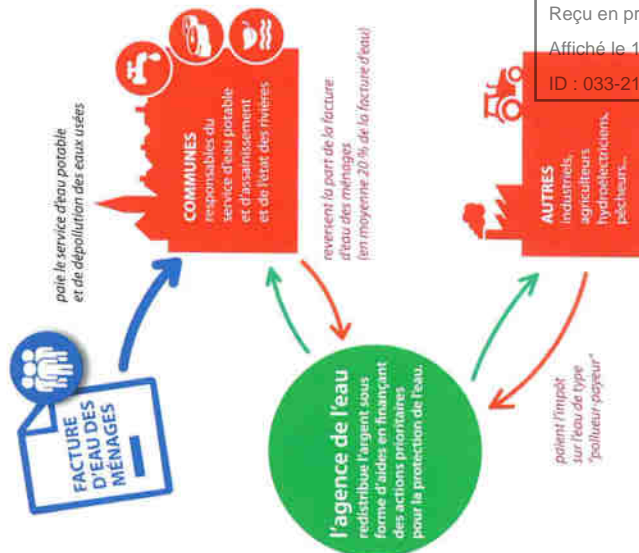 FACTURE
D'EAU DES
MÉNAGES
paie le service d'eau potable
et de dépollution des eaux usées
COMMUNES
responsables du
service d'eau potable
et d'assainissement
et de l'état des rivières
reversent la part de la facture
d'eau des ménages
(en moyenne 20 % de la facture d'eau)
l'agence de l'eau
redistribue l'argent sous
forme d'aides en finançant
des actions prioritaires
pour la protection de l'eau.
paient l'impôt
sur l'eau de type
"pollueur-payeur"
AUTRES
industriels,
agriculteurs
hydroélectriciens,
pêcheurs...
Reçu en pr
Affiché le 1
ID : 033-21